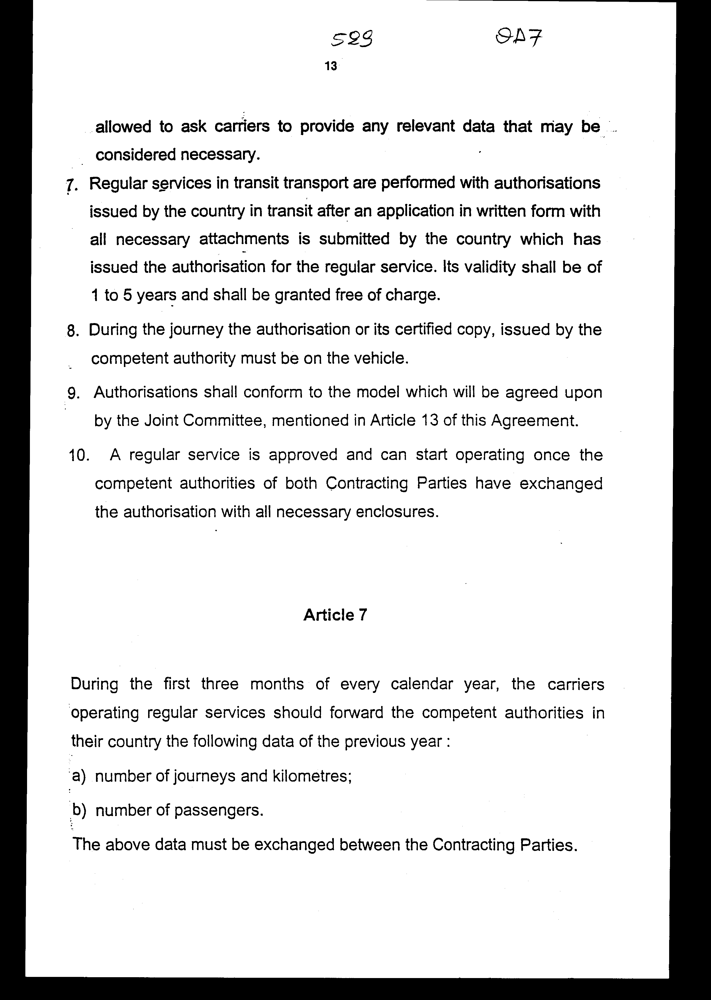 529
13
allowed to ask carriers to provide any relevant data that may be
considered necessary.
7. Regular services in transit transport are performed with authorisations
issued by the country in transit after an application in written form with
all necessary attachments is submitted by the country which has
issued the authorisation for the regular service. Its validity shall be of
1 to 5 years and shall be granted free of charge.
8. During the journey the authorisation or its certified copy, issued by the
competent authority must be on the vehicle.
9. Authorisations shall conform to the model which will be agreed upon
by the Joint Committee, mentioned in Article 13 of this Agreement.
10. A regular service is approved and can start operating once the
competent authorities of both Contracting Parties have exchanged
the authorisation with all necessary enclosures.
Article 7
During the first three months of every calendar year, the carriers
operating regular services should forward the competent authorities in
their country the following data of the previous year :
a) number of journeys and kilometres;
b) number of passengers.
The above data must be exchanged between the Contracting Parties.